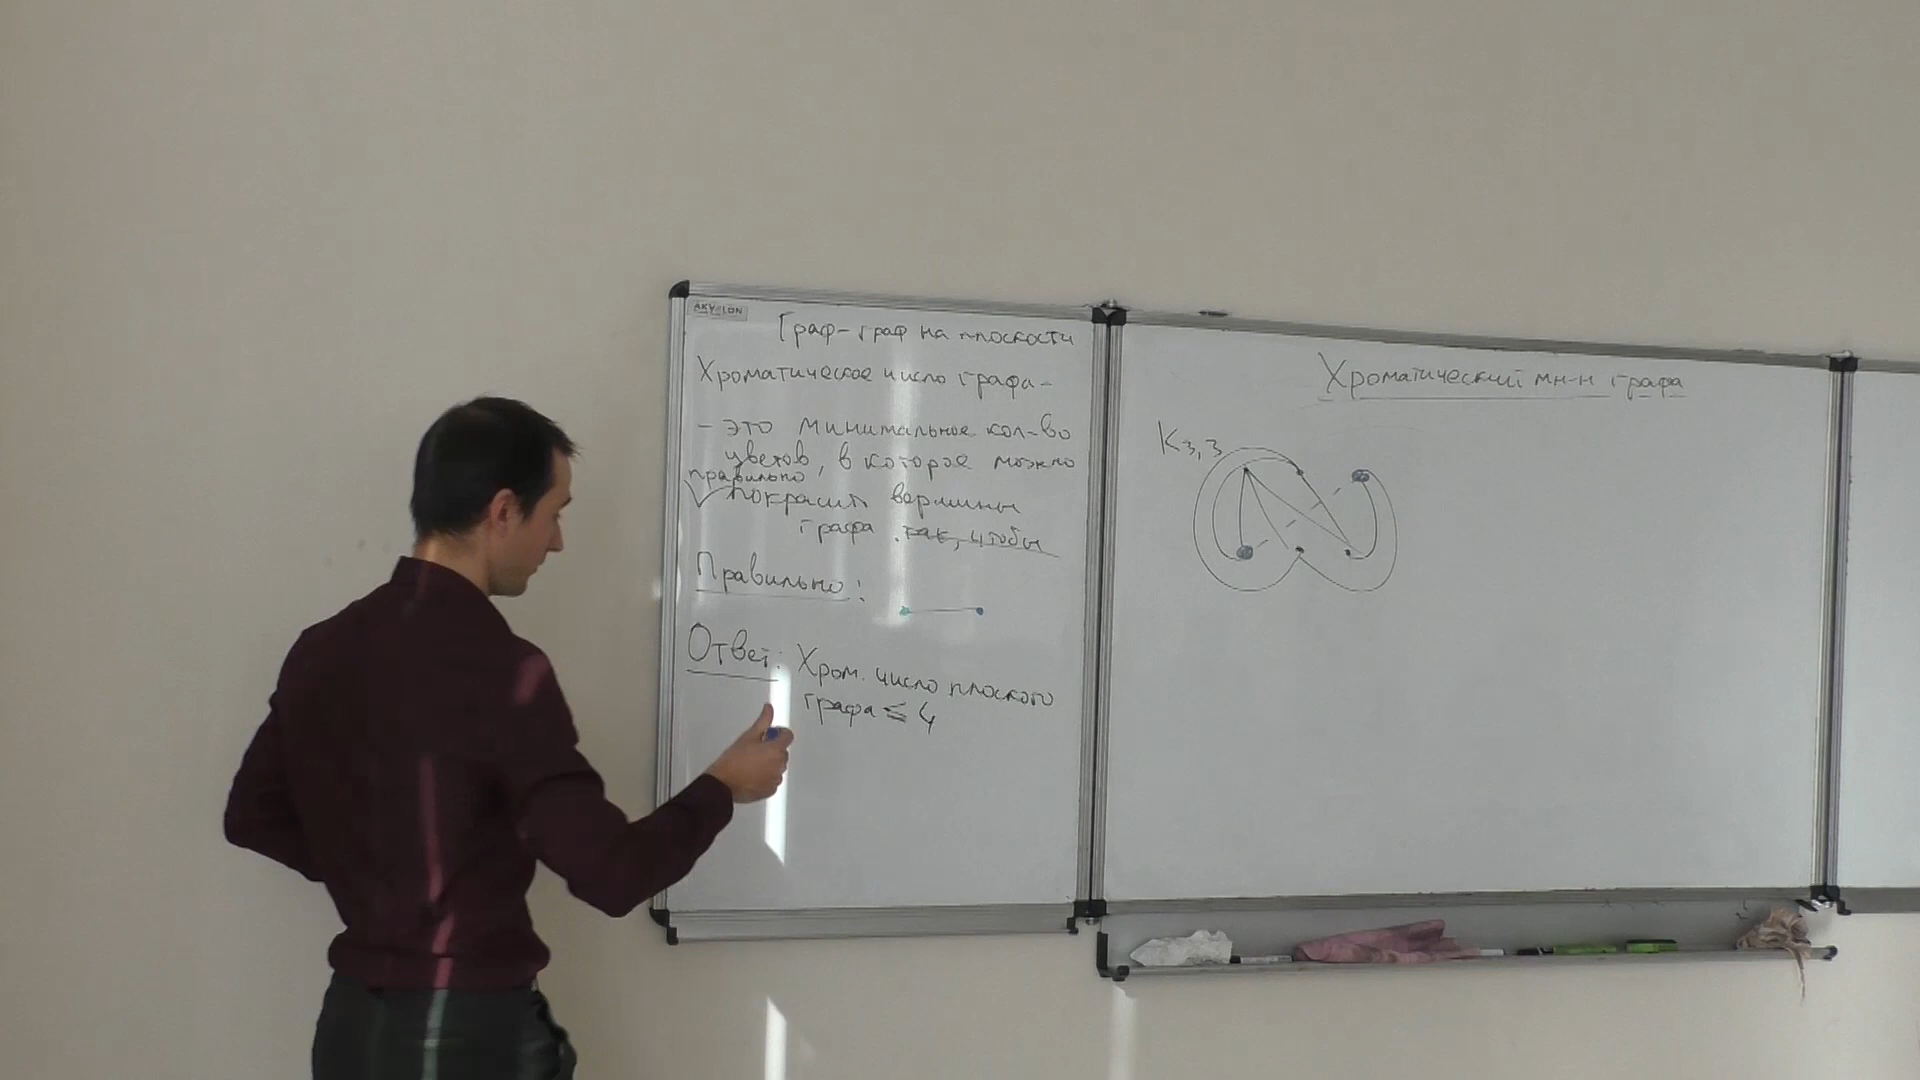 AKYILON
Граф-граф на плоскости
Хроматическое число графа-
- это минимальное кол-во
цветов, в которое можно
правильно
покрасить вершины
графа так, чтобы
Правильно:
Ответ: Хром. число плоского
графа ≤ 4
Хроматический мн-н графа
K3,3